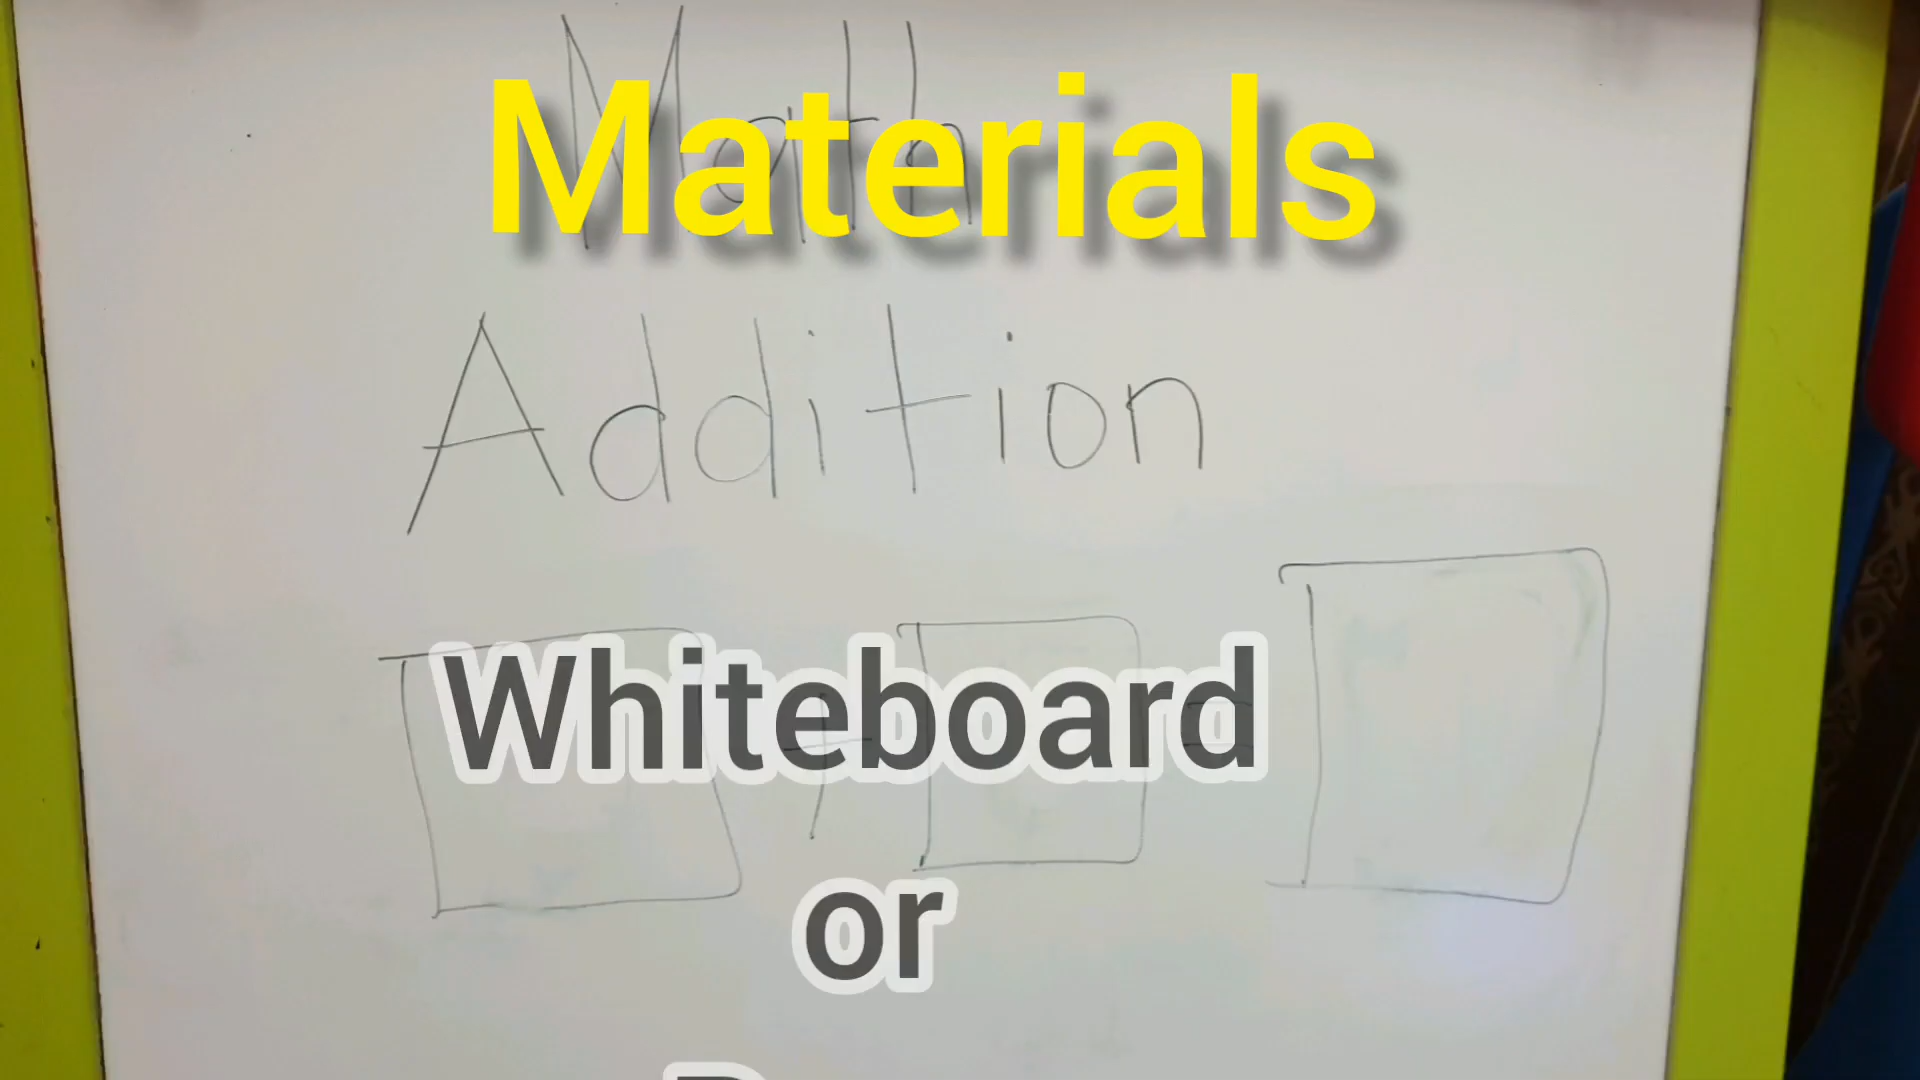 Math
Materials
Addition
+ =
Whiteboard
or